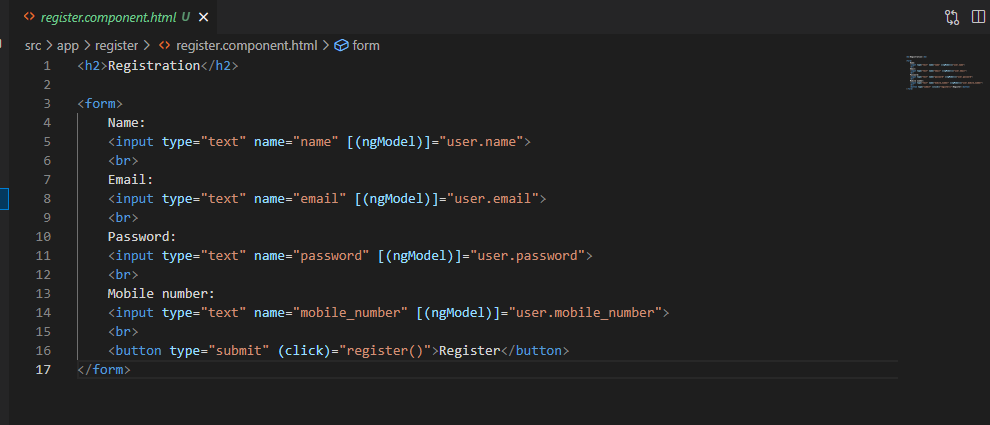 register.component.html U
src > app > register > register.component.html > form
1 <h2>Registration</h2>
2
3 <form>
4 Name:
5 <input type="text" name="name" [(ngModel)]="user.name">
6 <br>
7 Email:
8 <input type="text" name="email" [(ngModel)]="user.email">
9 <br>
10 Password:
11 <input type="text" name="password" [(ngModel)]="user.password">
12 <br>
13 Mobile number:
14 <input type="text" name="mobile_number" [(ngModel)]="user.mobile_number">
15 <br>
16 <button type="submit" (click)="register()">Register</button>
17 </form>